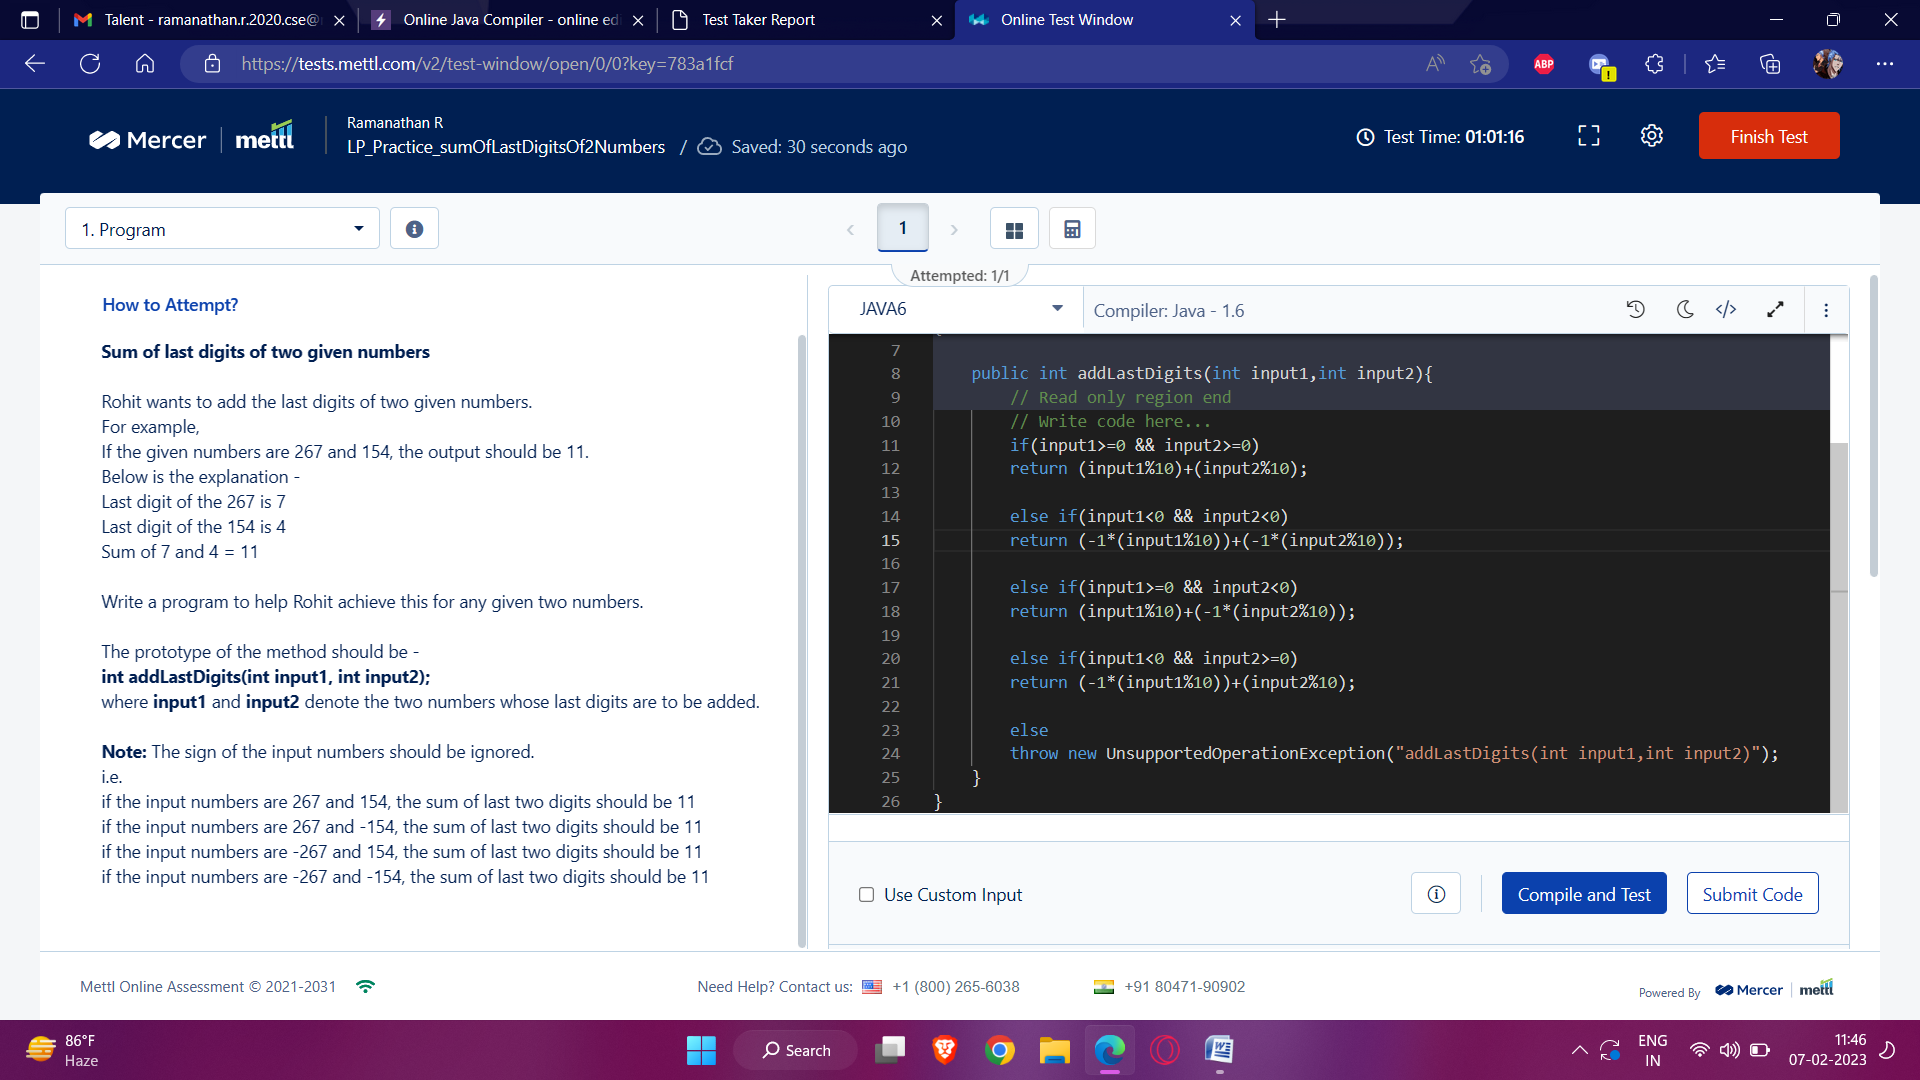 Talent - ramanathan.r.2020.cse@
Online Java Compiler - online ed
Test Taker Report
Online Test Window
https://tests.mettl.com/v2/test-window/open/0/0?key=783a1fcf
ABP
Mercer
mettl
Ramanathan R
LP_Practice_sumOfLastDigitsOf2Numbers / Saved: 30 seconds ago
Test Time: 01:01:16
Finish Test
1. Program
1
Attempted: 1/1
How to Attempt?
Sum of last digits of two given numbers
Rohit wants to add the last digits of two given numbers.
For example,
If the given numbers are 267 and 154, the output should be 11.
Below is the explanation -
Last digit of the 267 is 7
Last digit of the 154 is 4
Sum of 7 and 4 = 11
Write a program to help Rohit achieve this for any given two numbers.
The prototype of the method should be -
int addLastDigits(int input1, int input2);
where input1 and input2 denote the two numbers whose last digits are to be added.
Note: The sign of the input numbers should be ignored.
i.e.
if the input numbers are 267 and 154, the sum of last two digits should be 11
if the input numbers are 267 and -154, the sum of last two digits should be 11
if the input numbers are -267 and 154, the sum of last two digits should be 11
if the input numbers are -267 and -154, the sum of last two digits should be 11
JAVA6
Compiler: Java - 1.6
7
8 public int addLastDigits(int input1,int input2){
9 // Read only region end
10 // Write code here...
11 if(input1>=0 && input2>=0)
12 return (input1%10)+(input2%10);
13
14 else if(input1<0 && input2<0)
15 return (-1*(input1%10))+(-1*(input2%10));
16
17 else if(input1>=0 && input2<0)
18 return (input1%10)+(-1*(input2%10));
19
20 else if(input1<0 && input2>=0)
21 return (-1*(input1%10))+(input2%10);
22
23 else
24 throw new UnsupportedOperationException("addLastDigits(int input1,int input2)");
25 }
26 }
Use Custom Input
Compile and Test
Submit Code
Mettl Online Assessment © 2021-2031
Need Help? Contact us: +1 (800) 265-6038
+91 80471-90902
Powered By Mercer mettl
86°F
Haze
Search
ENG
IN
11:46
07-02-2023